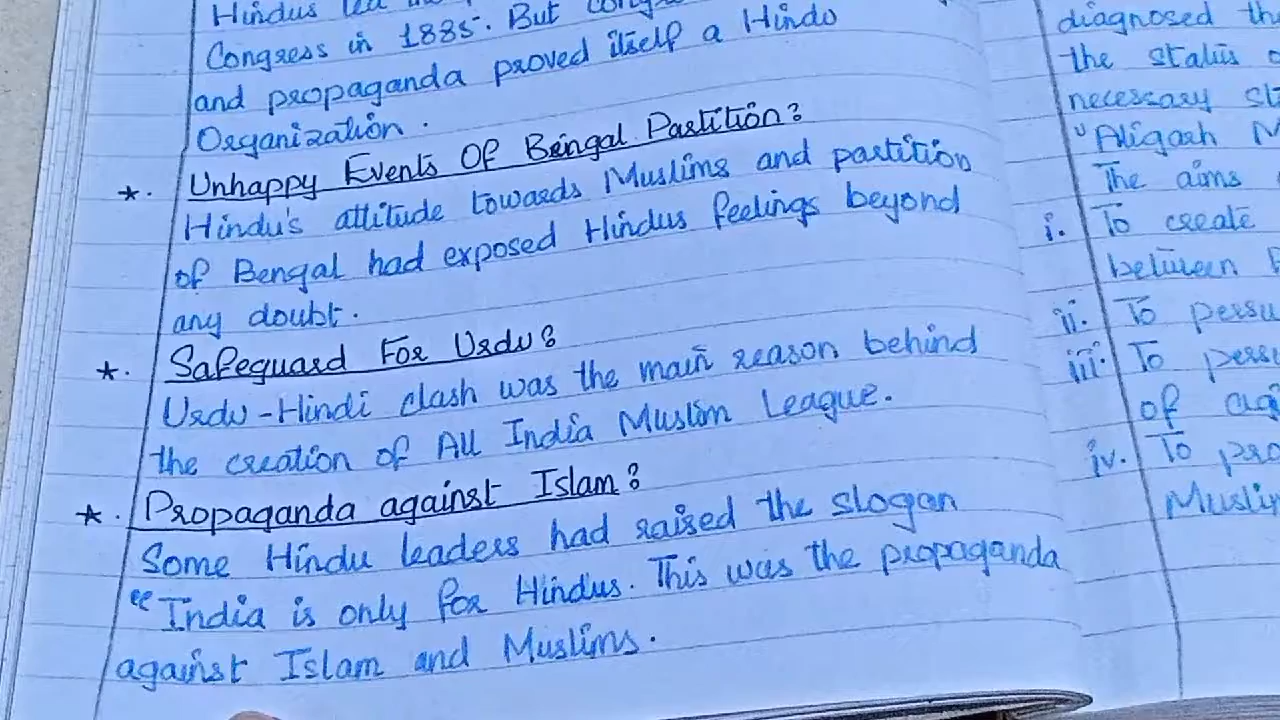 Hindus led the
Congress in 1885. But
and propaganda proved itself a Hindo
Organization.
★. Unhappy Events Of Bengal Partition:
Hindu's attitude towards Muslims and partition
of Bengal had exposed Hindus feelings beyond
any doubt.
★. Safeguard For Urdu:
Urdu-Hindi clash was the main reason behind
the creation of All India Muslim League.
★. Propaganda against Islam:
Some Hindu leaders had raised the slogan
"India is only for Hindus. This was the propaganda
against Islam and Muslims.
diagnosed
the status
necessary
"Aligarh
The aims
i. To create
between
ii. To
iii. To
of
iv. To